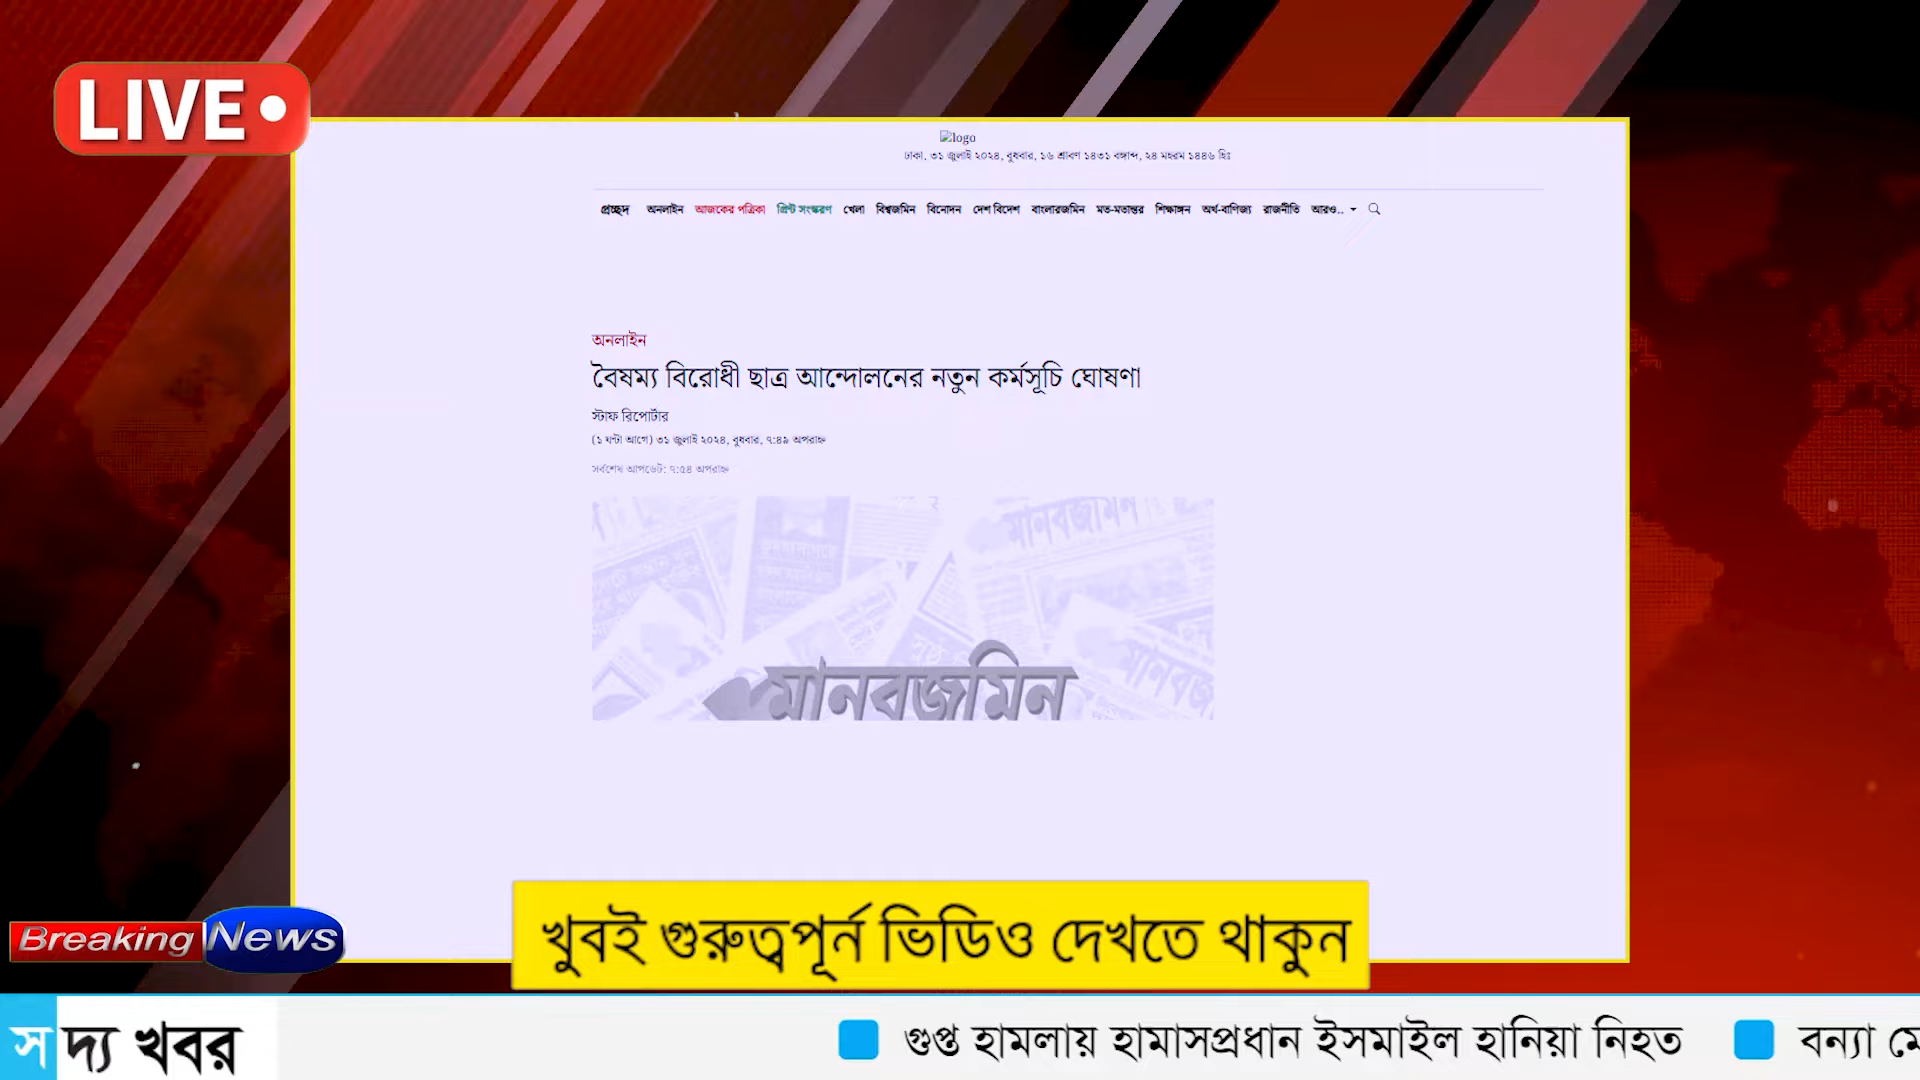 LIVE
logo
ঢাকা, ৩১ জুলাই ২০২৪, বুধবার, ১৬ শ্রাবণ ১৪৩১ বঙ্গাব্দ, ২৪ মহরম ১৪৪৬ হিঃ
প্রচ্ছদ অনলাইন আজকের পত্রিকা প্রিন্ট সংস্করণ খেলা বিশ্বজমিন বিনোদন দেশ বিদেশ বাংলারজমিন মত-মতান্তর শিক্ষাঙ্গন অর্থ-বাণিজ্য রাজনীতি আরও..
অনলাইন
বৈষম্য বিরোধী ছাত্র আন্দোলনের নতুন কর্মসূচি ঘোষণা
স্টাফ রিপোর্টার
(১ ঘন্টা আগে) ৩১ জুলাই ২০২৪, বুধবার, ৭:৪৯ অপরাহ্ন
সর্বশেষ আপডেট: ৭:৫৪ অপরাহ্ন
মানবজমিন
মানবজমিন
মানবজমিন
Breaking News
খুবই গুরুত্বপূর্ন ভিডিও দেখতে থাকুন
সদ্য খবর
গুপ্ত হামলায় হামাসপ্রধান ইসমাইল হানিয়া নিহত
বন্যা